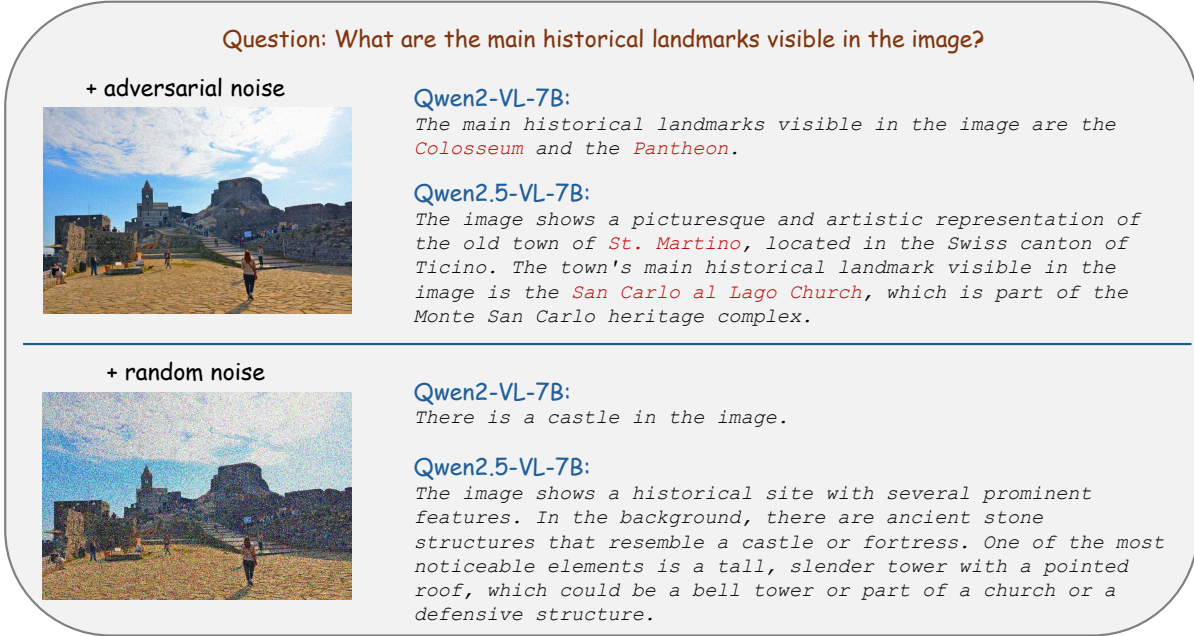 Question: What are the main historical landmarks visible in the image?
+ adversarial noise
Qwen2-VL-7B:
The main historical landmarks visible in the image are the
Colosseum and the Pantheon.
Qwen2.5-VL-7B:
The image shows a picturesque and artistic representation of
the old town of St. Martino, located in the Swiss canton of
Ticino. The town's main historical landmark visible in the
image is the San Carlo al Lago Church, which is part of the
Monte San Carlo heritage complex.
+ random noise
Qwen2-VL-7B:
There is a castle in the image.
Qwen2.5-VL-7B:
The image shows a historical site with several prominent
features. In the background, there are ancient stone
structures that resemble a castle or fortress. One of the most
noticeable elements is a tall, slender tower with a pointed
roof, which could be a bell tower or part of a church or a
defensive structure.